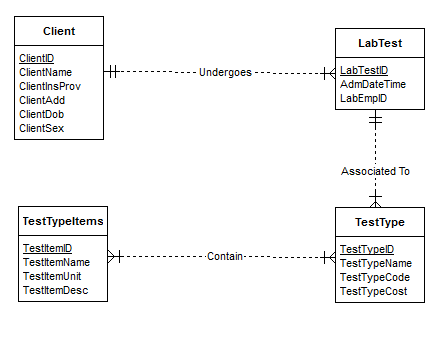 Client
ClientID
ClientName
ClientInsProv
ClientAdd
ClientDob
ClientSex
Undergoes
LabTest
LabTestID
AdmDateTime
LabEmpID
Associated To
TestTypeItems
TestItemID
TestItemName
TestItemUnit
TestItemDesc
Contain
TestType
TestTypeID
TestTypeName
TestTypeCode
TestTypeCost